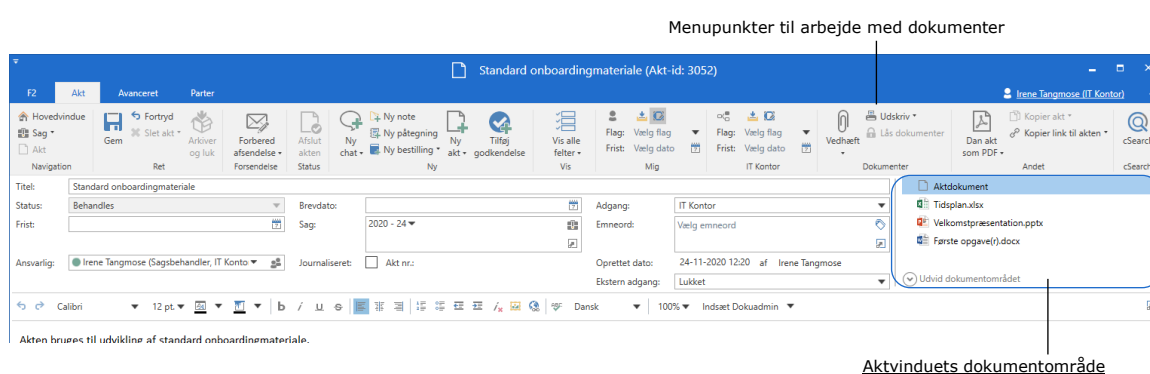 Menupunkter til arbejde med dokumenter
Standard onboardingmateriale (Akt-id: 3052)
F2 Akt Avanceret Parter Irene Tangmose (IT Kontor)
Hovedvindue
Sag
Akt
Navigation
Gem
Fortryd
Slet akt
Arkiver og luk
Ret
Forbered afsendelse
Forsendelse
Afslut akten
Status
Ny chat
Ny note
Ny påtegning
Ny bestilling
Ny akt
Tilføj godkendelse
Ny
Vis alle felter
Vis
Flag: Vælg flag
Frist: Vælg dato
Mig
Flag: Vælg flag
Frist: Vælg dato
IT Kontor
Vedhæft
Udskriv
Lås dokumenter
Dokumenter
Dan akt som PDF
Kopier akt
Kopier link til akten
Andet
cSearch
cSearch
Titel: Standard onboardingmateriale
Status: Behandles Brevdato: Adgang: IT Kontor
Frist: Sag: 2020 - 24 Emneord: Vælg emneord
Ansvarlig: Irene Tangmose (Sagsbehandler, IT Konto Journaliseret: Akt nr.: Oprettet dato: 24-11-2020 12:20 af Irene Tangmose
Ekstern adgang: Lukket
Aktdokument
Tidsplan.xlsx
Velkomstpræsentation.pptx
Første opgave(r).docx
Udvid dokumentområdet
Calibri 12 pt. b i u Dansk 100% Indsæt Dokuadmin
Akten bruges til udvikling af standard onboardingmateriale.
Aktvinduets dokumentområde